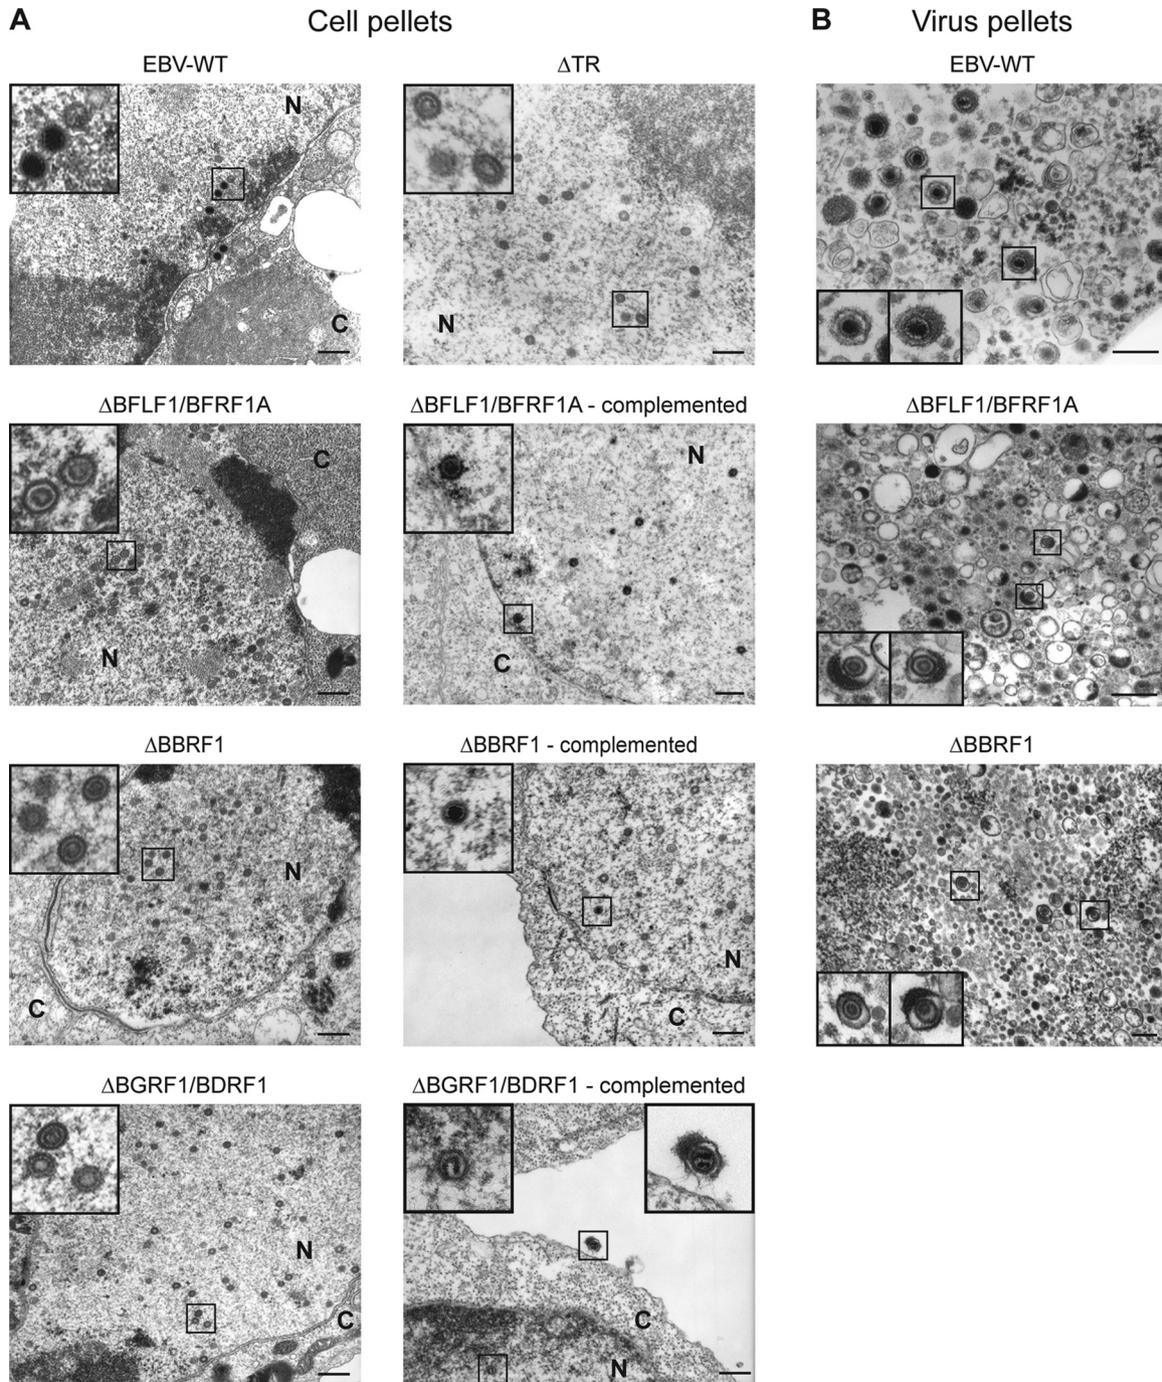 A Cell pellets B Virus pellets
EBV-WT ΔTR EBV-WT
N
C
N
ΔBFLF1/BFRF1A ΔBFLF1/BFRF1A - complemented ΔBFLF1/BFRF1A
C
N
N
C
ΔBBRF1 ΔBBRF1 - complemented ΔBBRF1
N
C
N
C
ΔBGRF1/BDRF1 ΔBGRF1/BDRF1 - complemented
N
C
C
N